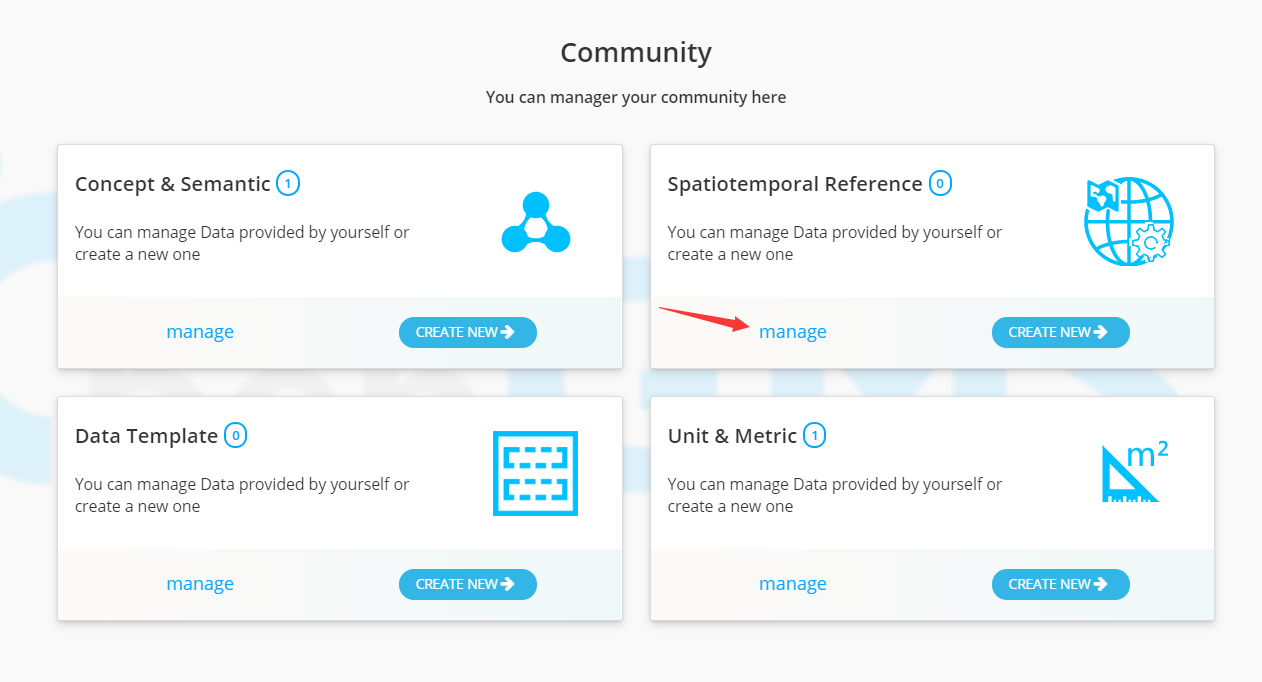 Community
You can manager your community here
Concept & Semantic 1
You can manage Data provided by yourself or
create a new one
manage
CREATE NEW
Spatiotemporal Reference 0
You can manage Data provided by yourself or
create a new one
manage
CREATE NEW
Data Template 0
You can manage Data provided by yourself or
create a new one
manage
CREATE NEW
Unit & Metric 1
m²
You can manage Data provided by yourself or
create a new one
manage
CREATE NEW